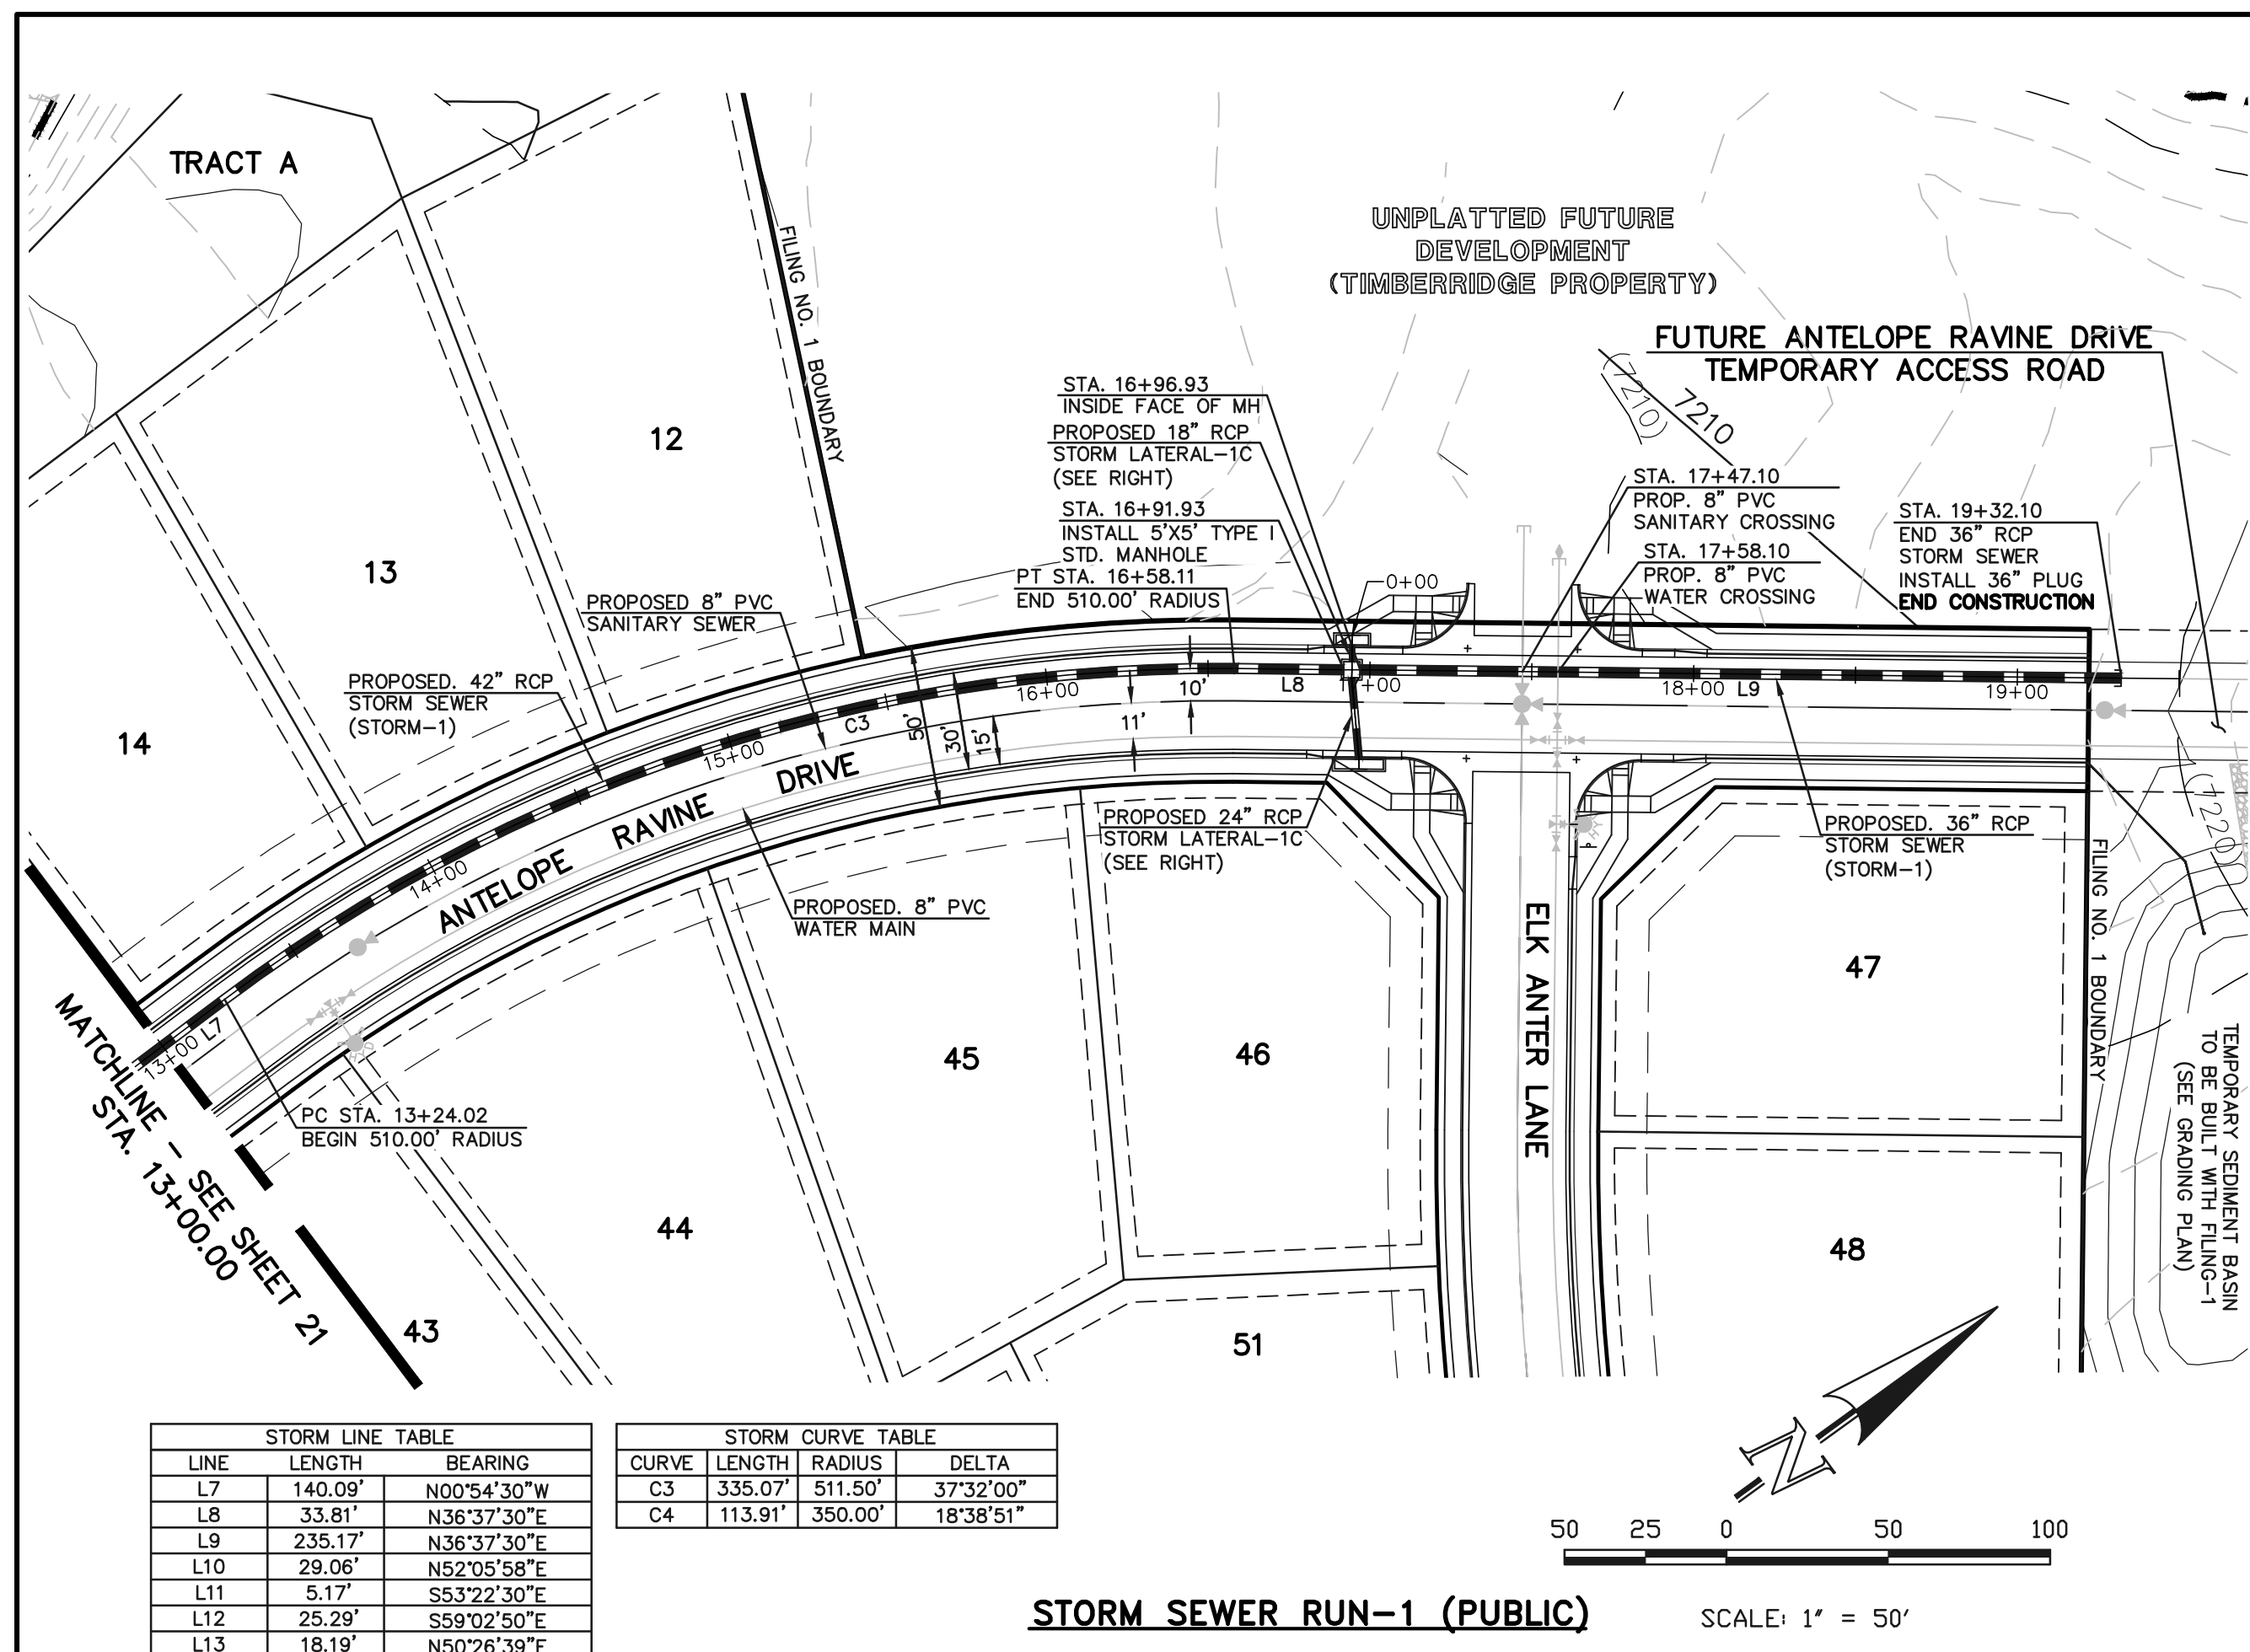 TRACT A
UNPLATTED FUTURE
DEVELOPMENT
(TIMBERRIDGE PROPERTY)
FILING NO. 1 BOUNDARY
FUTURE ANTELOPE RAVINE DRIVE
TEMPORARY ACCESS ROAD
(7210)
7210
12
13
14
STA. 16+96.93
INSIDE FACE OF MH
PROPOSED 18" RCP
STORM LATERAL-1C
(SEE RIGHT)
STA. 16+91.93
INSTALL 5'X5' TYPE I
STD. MANHOLE
PT STA. 16+58.11
END 510.00' RADIUS
0+00
STA. 17+47.10
PROP. 8" PVC
SANITARY CROSSING
STA. 17+58.10
PROP. 8" PVC
WATER CROSSING
STA. 19+32.10
END 36" RCP
STORM SEWER
INSTALL 36" PLUG
END CONSTRUCTION
PROPOSED 8" PVC
SANITARY SEWER
PROPOSED. 42" RCP
STORM SEWER
(STORM-1)
13+00
L7
14+00
15+00
C3
16+00
L8
18+00
L9
19+00
50'
30'
15'
10'
11'
ANTELOPE RAVINE DRIVE
PROPOSED 24" RCP
STORM LATERAL-1C
(SEE RIGHT)
PROPOSED. 36" RCP
STORM SEWER
(STORM-1)
PROPOSED. 8" PVC
WATER MAIN
(7220)
FILING NO. 1 BOUNDARY
ELK ANTER LANE
47
45
46
44
48
43
51
MATCHLINE - SEE SHEET 21
STA. 13+00.00
PC STA. 13+24.02
BEGIN 510.00' RADIUS
TEMPORARY SEDIMENT BASIN
TO BE BUILT WITH FILING-1
(SEE GRADING PLAN)
STORM LINE TABLE
LINE LENGTH BEARING
L7 140.09' N00°54'30"W
L8 33.81' N36°37'30"E
L9 235.17' N36°37'30"E
L10 29.06' N52°05'58"E
L11 5.17' S53°22'30"E
L12 25.29' S59°02'50"E
L13 18.19' N50°26'39"E
STORM CURVE TABLE
CURVE LENGTH RADIUS DELTA
C3 335.07' 511.50' 37°32'00"
C4 113.91' 350.00' 18°38'51"
N
50 25 0 50 100
STORM SEWER RUN-1 (PUBLIC)
SCALE: 1" = 50'